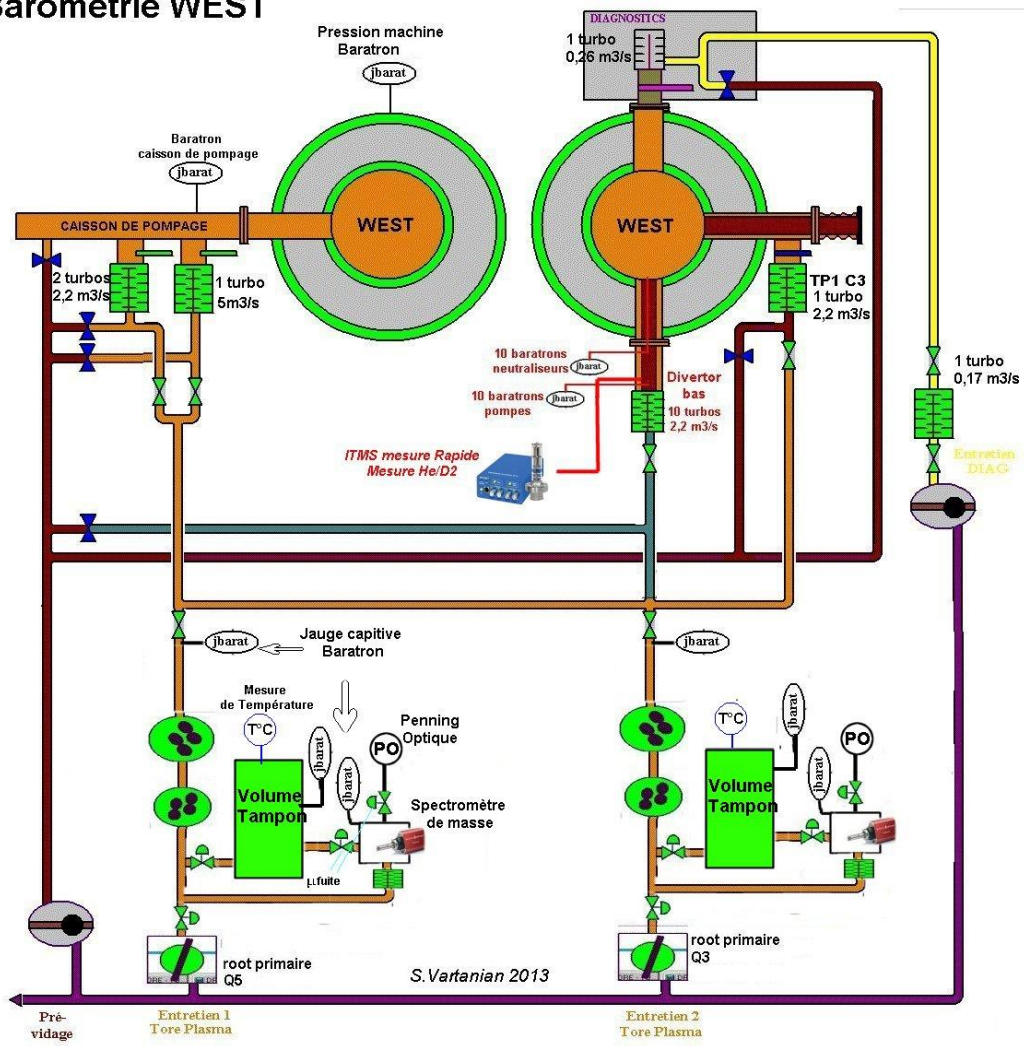 Barométrie WEST
DIAGNOSTICS
1 turbo
0,26 m3/s
Pression machine
Baratron
jbarat
Baratron
caisson de pompage
jbarat
CAISSON DE POMPAGE
WEST
WEST
2 turbos
2,2 m3/s
1 turbo
5m3/s
TP1 C3
1 turbo
2,2 m3/s
10 baratrons
neutraliseurs
jbarat
10 baratrons
pompes
jbarat
Divertor
bas
10 turbos
2,2 m3/s
1 turbo
0,17 m3/s
ITMS mesure Rapide
Mesure He/D2
Entretien
DIAG
jbarat
Jauge capitive
Baratron
jbarat
Mesure
de Température
T°C
jbarat
jbarat
Penning
Optique
PO
Volume
Tampon
Spectromètre
de masse
µfuite
T°C
jbarat
jbarat
PO
Volume
Tampon
root primaire
Q5
root primaire
Q3
S.Vartanian 2013
Pré-
vidage
Entretien 1
Tore Plasma
Entretien 2
Tore Plasma